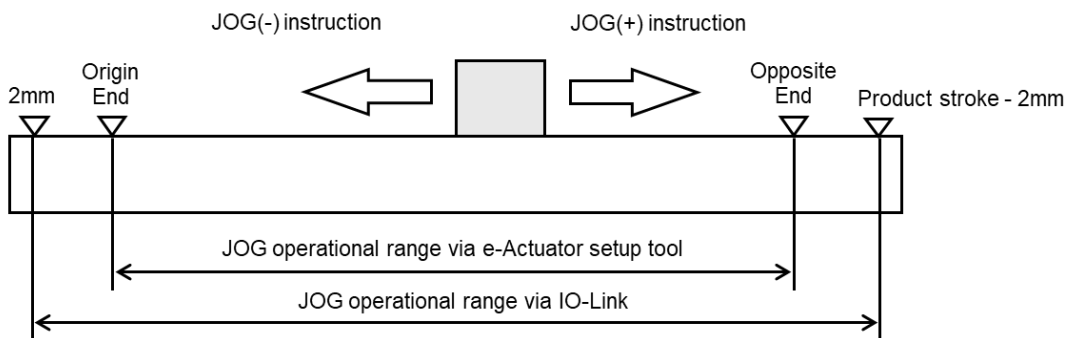 JOG(-) instruction
JOG(+) instruction
2mm
Origin
End
Opposite
End
Product stroke - 2mm
JOG operational range via e-Actuator setup tool
JOG operational range via IO-Link